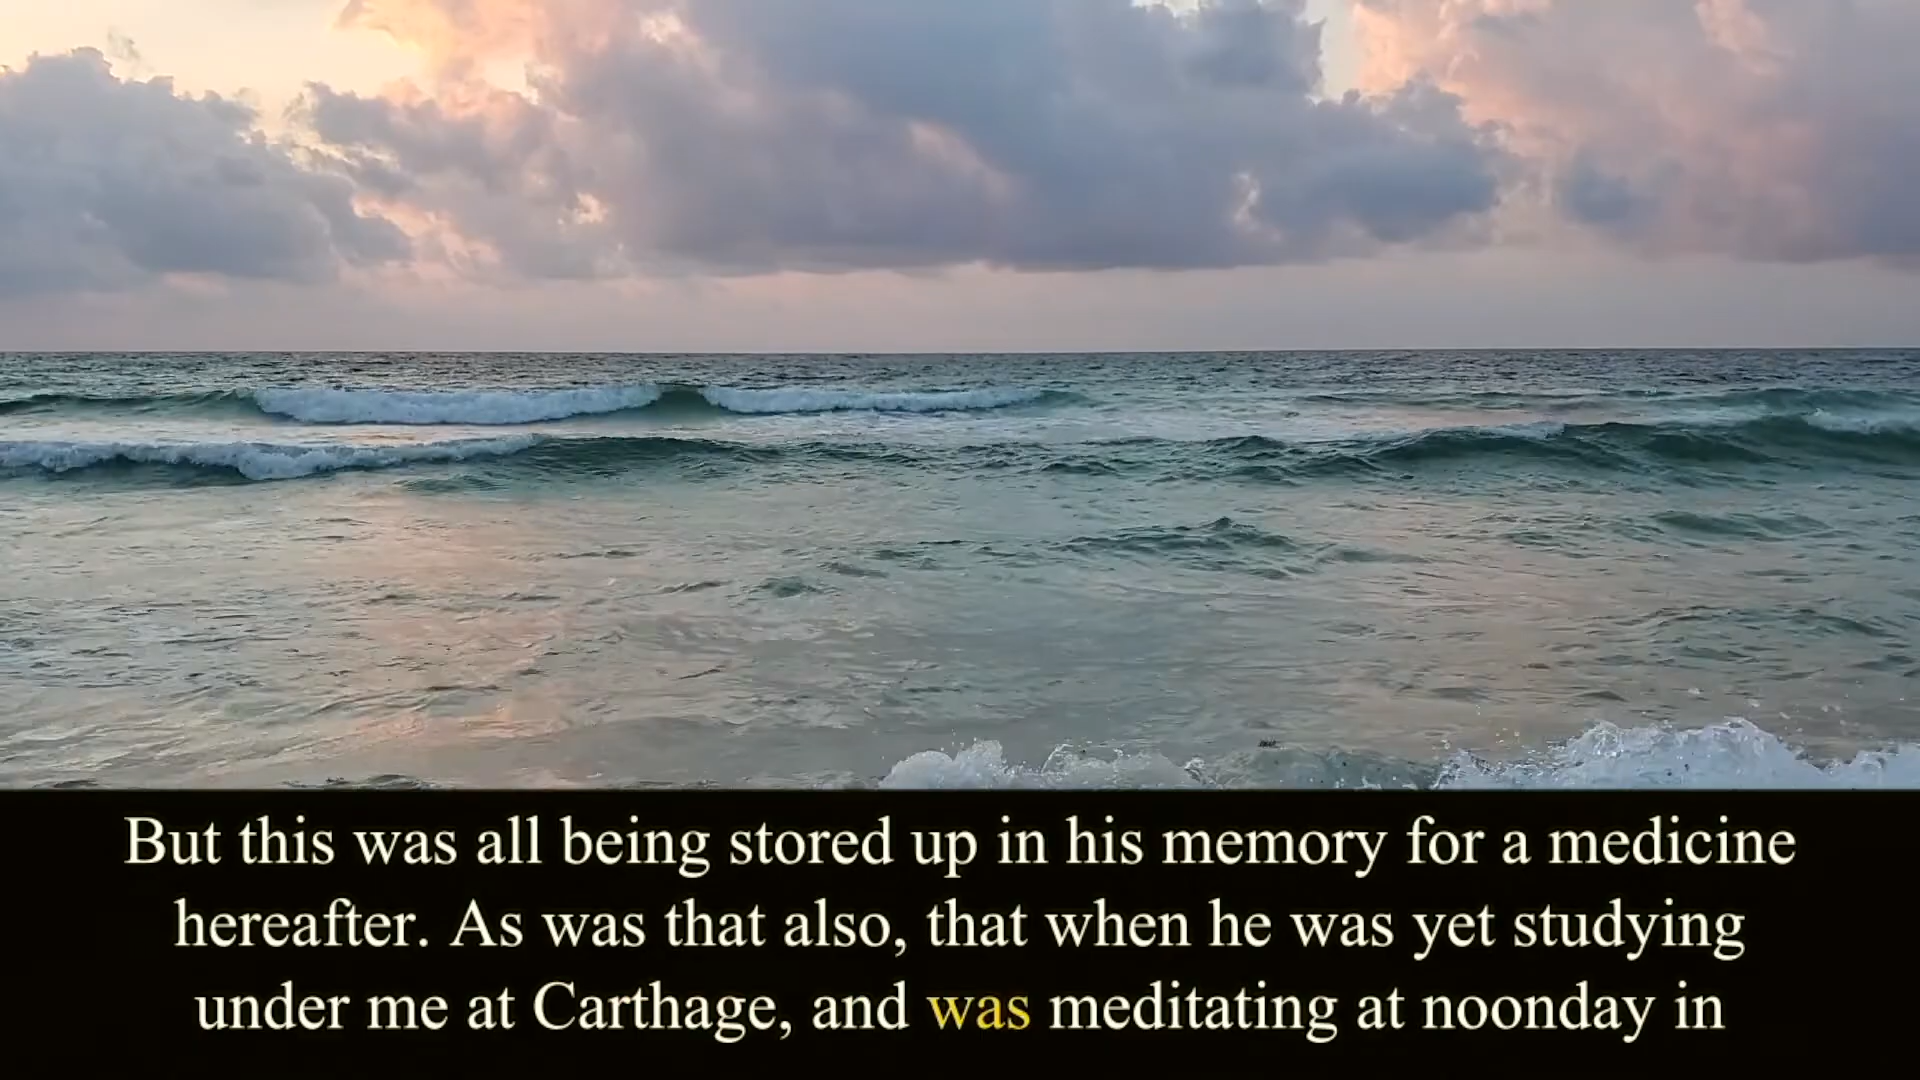 But this was all being stored up in his memory for a medicine
hereafter. As was that also, that when he was yet studying
under me at Carthage, and was meditating at noonday in